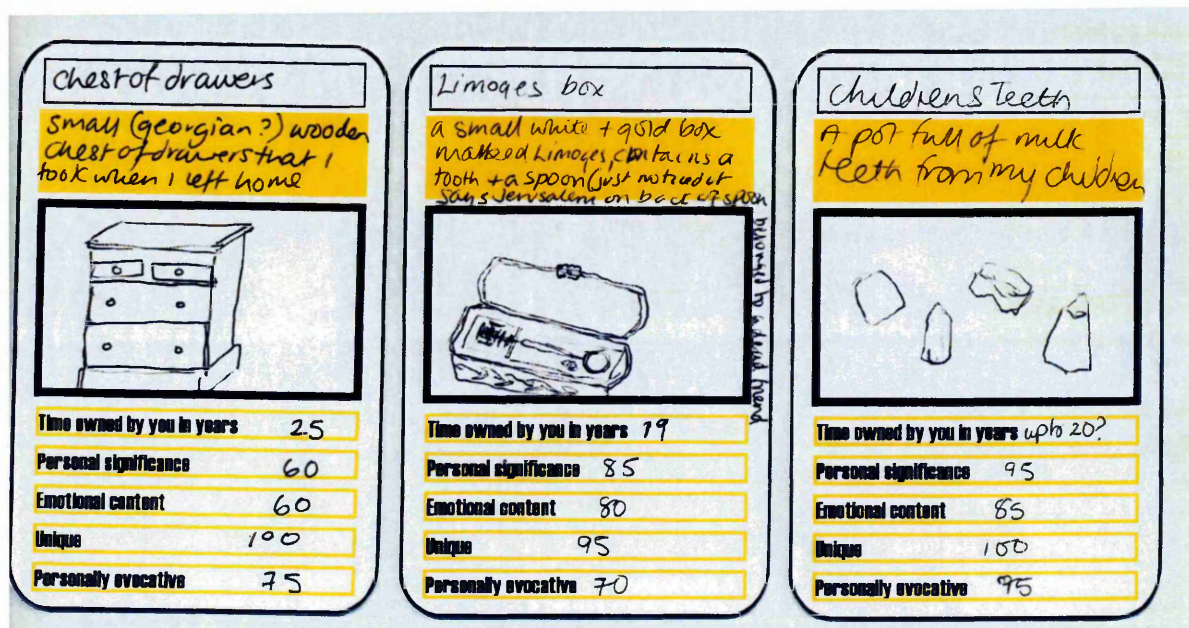 chest of drawers
small (georgian?) wooden
chest of drawers that I
took when I left home
Time owned by you in years 25
Personal significance 60
Emotional content 60
Unique 100
Personally evocative 75
Limoges box
a small white + gold box
marked Limoges, contains a
tooth + a spoon (just noticed it
says Jerusalem on back of spoon
belonged to a dead friend
Time owned by you in years 19
Personal significance 85
Emotional content 80
Unique 95
Personally evocative 70
childrens Teeth
A pot full of milk
teeth from my children
Time owned by you in years upto 20?
Personal significance 95
Emotional content 85
Unique 100
Personally evocative 95